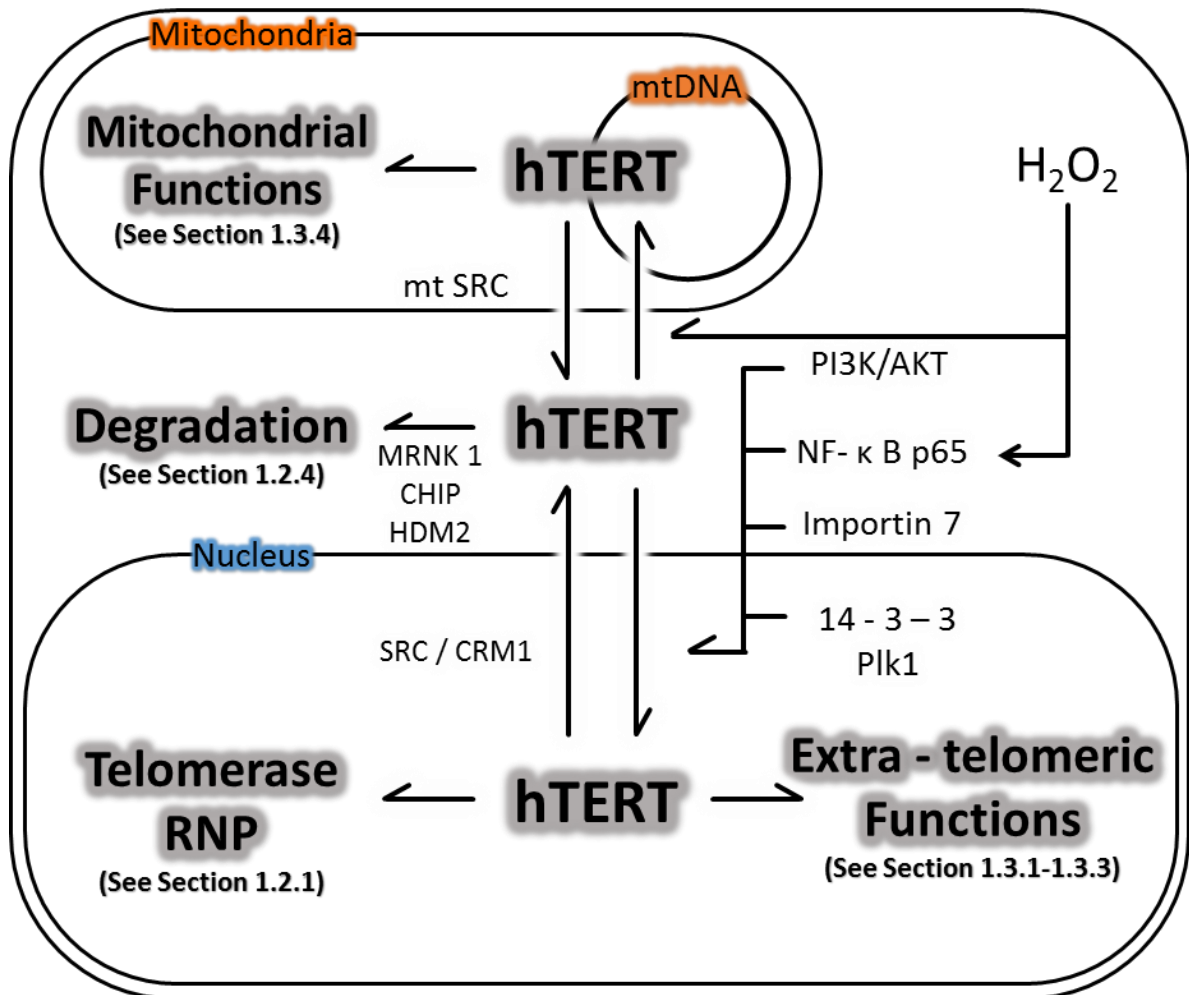 Mitochondria
mtDNA
Mitochondrial
Functions
(See Section 1.3.4)
hTERT
H₂O₂
mt SRC
PI3K/AKT
Degradation
(See Section 1.2.4)
hTERT
MRNK 1
CHIP
HDM2
NF- κ B p65
Importin 7
Nucleus
14 - 3 – 3
Plk1
SRC / CRM1
Telomerase
RNP
(See Section 1.2.1)
hTERT
Extra - telomeric
Functions
(See Section 1.3.1-1.3.3)